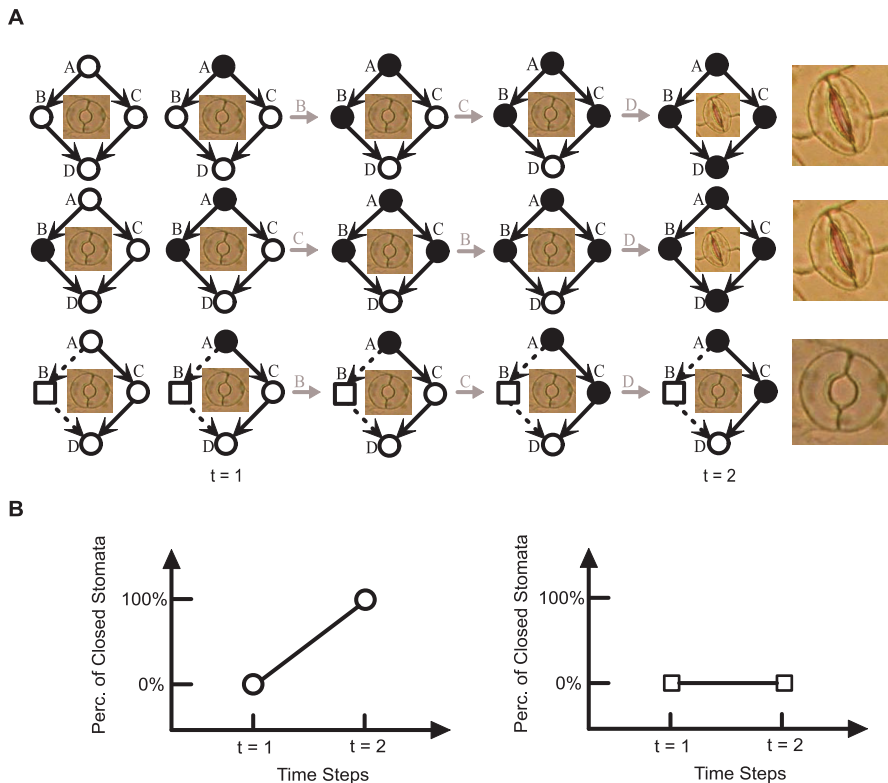 A
A A A A A
B C B C B B C C B C D B C
D D D D D
A A A A A
B C B C C B C B B C D B C
D D D D D
A A A A A
B C B C B B C C B C D B C
D D D D D
t = 1 t = 2
B
Perc. of Closed Stomata
100%
0%
t = 1 t = 2
Time Steps
Perc. of Closed Stomata
100%
0%
t = 1 t = 2
Time Steps